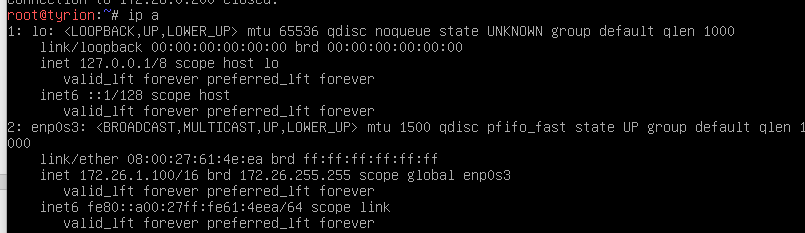 root@tyrion:~# ip a
1: lo: <LOOPBACK,UP,LOWER_UP> mtu 65536 qdisc noqueue state UNKNOWN group default qlen 1000
    link/loopback 00:00:00:00:00:00 brd 00:00:00:00:00:00
    inet 127.0.0.1/8 scope host lo
       valid_lft forever preferred_lft forever
    inet6 ::1/128 scope host
       valid_lft forever preferred_lft forever
2: enp0s3: <BROADCAST,MULTICAST,UP,LOWER_UP> mtu 1500 qdisc pfifo_fast state UP group default qlen 1
000
    link/ether 08:00:27:61:4e:ea brd ff:ff:ff:ff:ff:ff
    inet 172.26.1.100/16 brd 172.26.255.255 scope global enp0s3
       valid_lft forever preferred_lft forever
    inet6 fe80::a00:27ff:fe61:4eea/64 scope link
       valid_lft forever preferred_lft forever